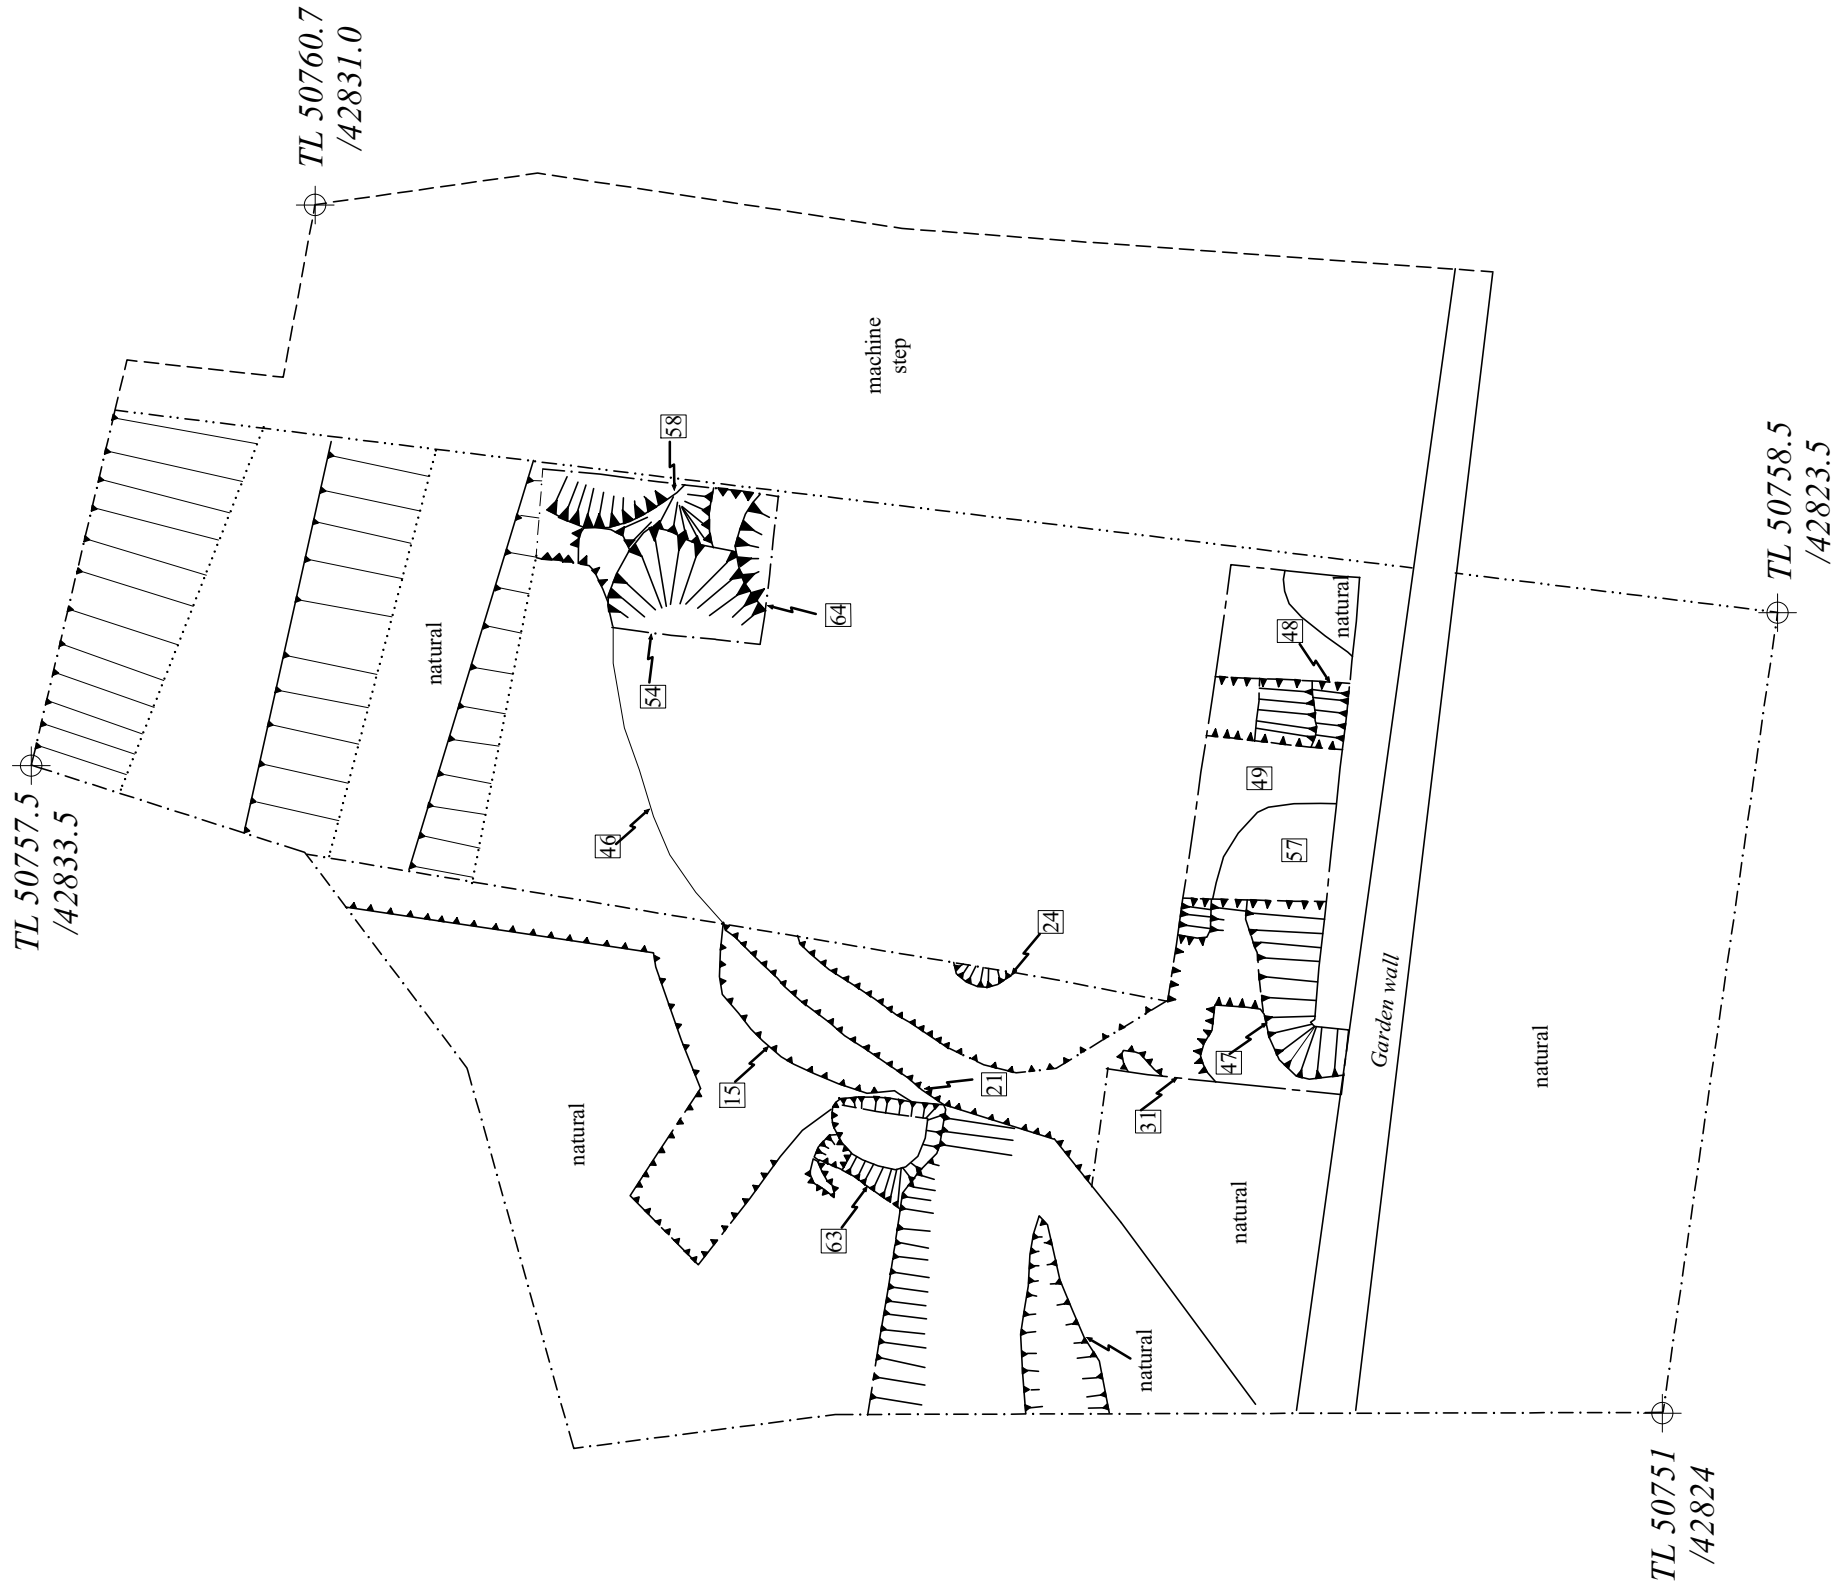 TL 50757.5
/42833.5
TL 50760.7
/42831.0
natural
machine
step
58
64
54
46
natural
15
21
24
63
natural
natural
31
47
57
49
48
natural
Garden wall
natural
TL 50751
/42824
TL 50758.5
/42823.5